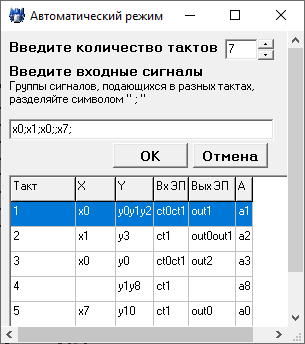 Автоматический режим
Введите количество тактов 7
Введите входные сигналы
Группы сигналов, подающихся в разных тактах,
разделяйте символом " ; "
x0;x1;x0;;x7;
OK Отмена
Такт X Y Вх ЭП Вых ЭП А
1 x0 y0y1y2 ct0ct1 out1 a1
2 x1 y3 ct1 out0out1 a2
3 x0 y0 ct0ct1 out2 a3
4 y1y8 ct1 a8
5 x7 y10 ct1 out0 a0